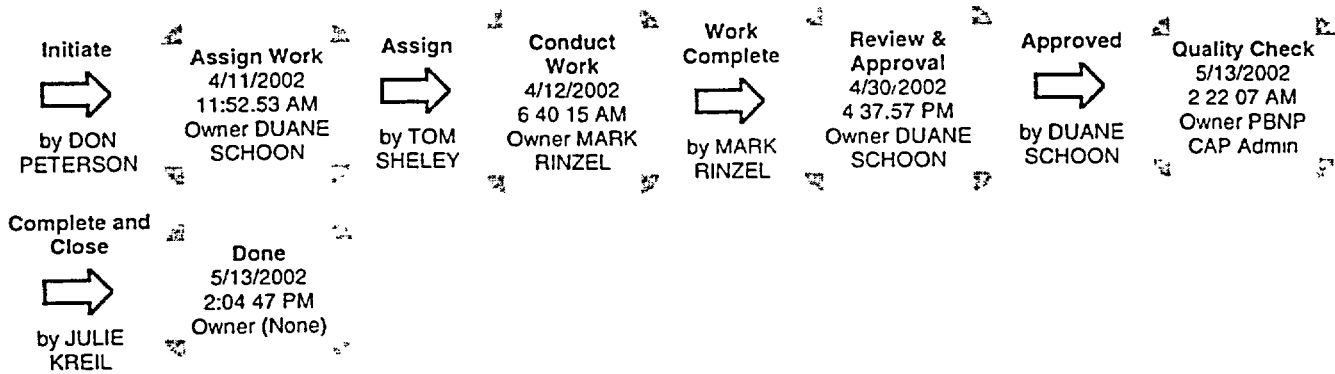 Initiate
by DON
PETERSON
Assign Work
4/11/2002
11:52.53 AM
Owner DUANE
SCHOON
Assign
by TOM
SHELEY
Conduct
Work
4/12/2002
6 40 15 AM
Owner MARK
RINZEL
Work
Complete
by MARK
RINZEL
Review &
Approval
4/30/2002
4 37.57 PM
Owner DUANE
SCHOON
Approved
by DUANE
SCHOON
Quality Check
5/13/2002
2 22 07 AM
Owner PBNP
CAP Admin
Complete and
Close
by JULIE
KREIL
Done
5/13/2002
2:04 47 PM
Owner (None)